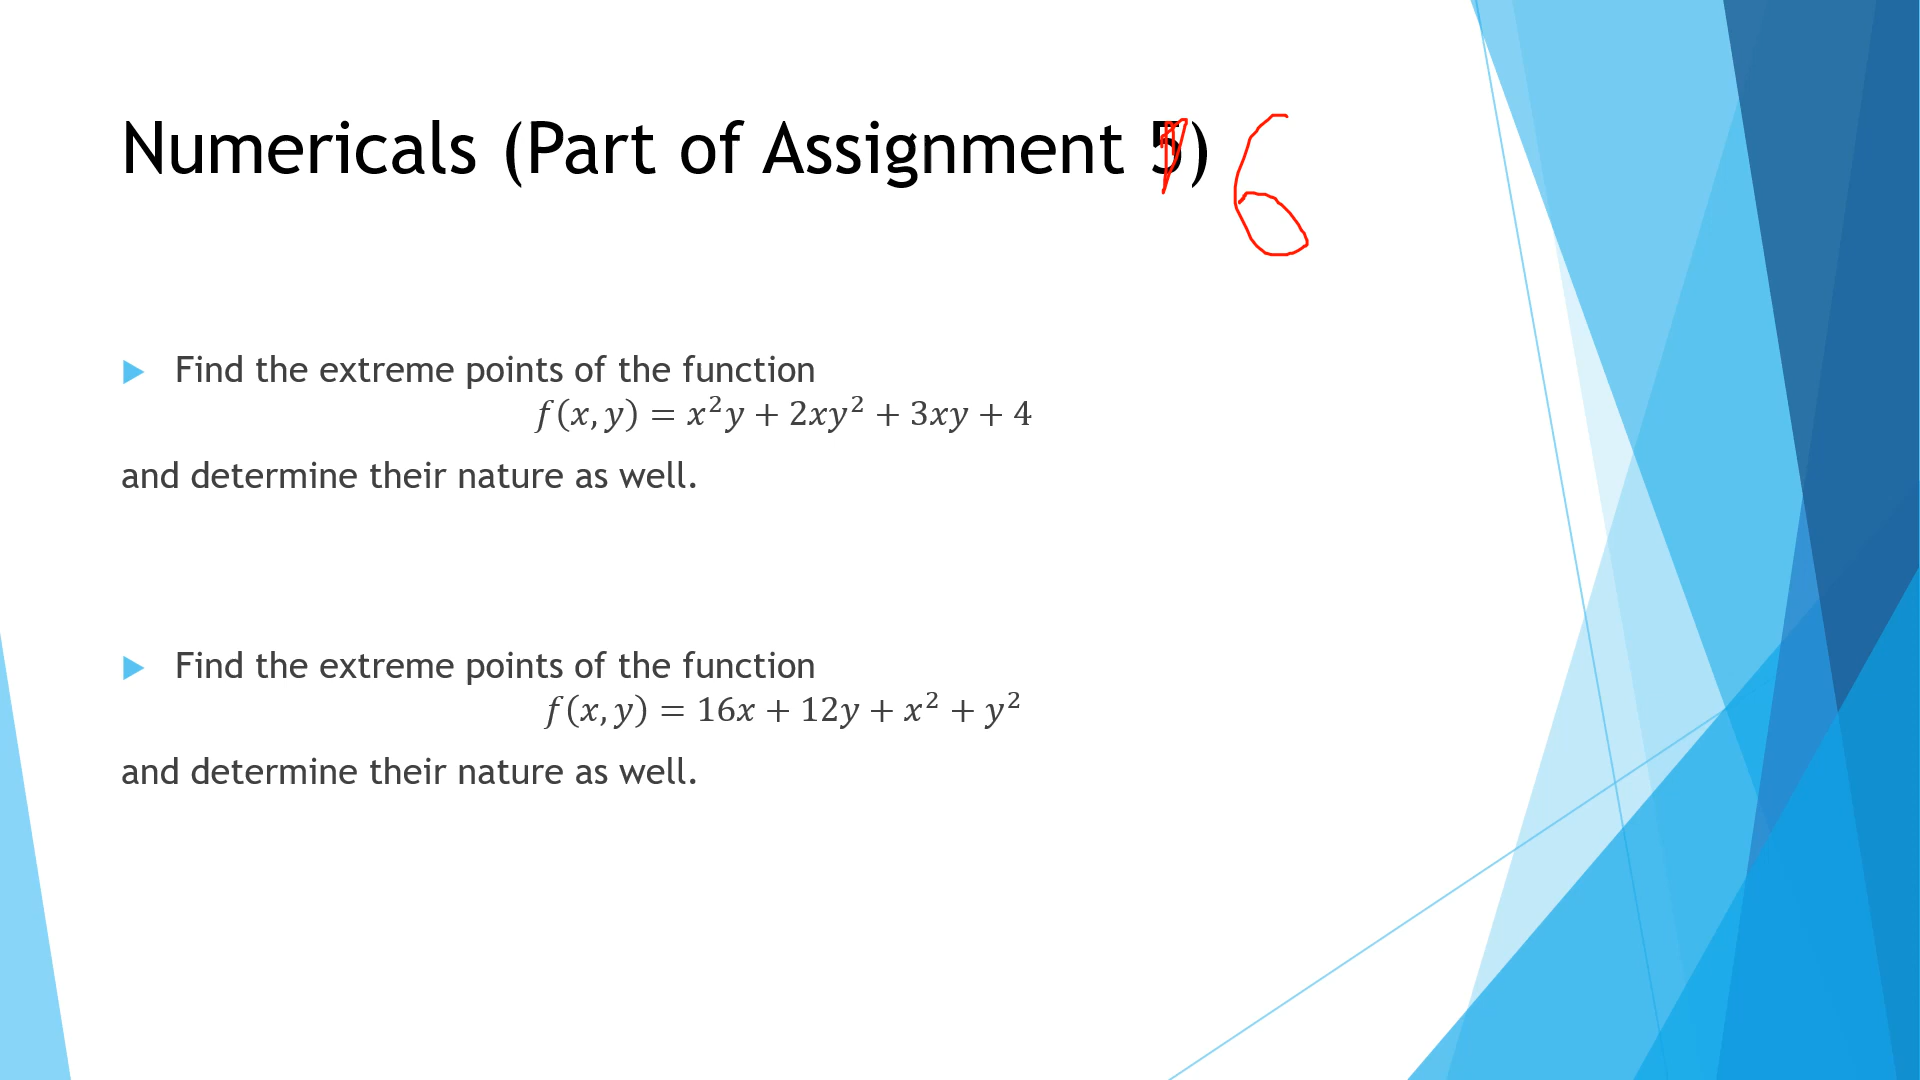 Numericals (Part of Assignment 5) 6
Find the extreme points of the function
f(x, y) = x²y + 2xy² + 3xy + 4
and determine their nature as well.
Find the extreme points of the function
f(x, y) = 16x + 12y + x² + y²
and determine their nature as well.